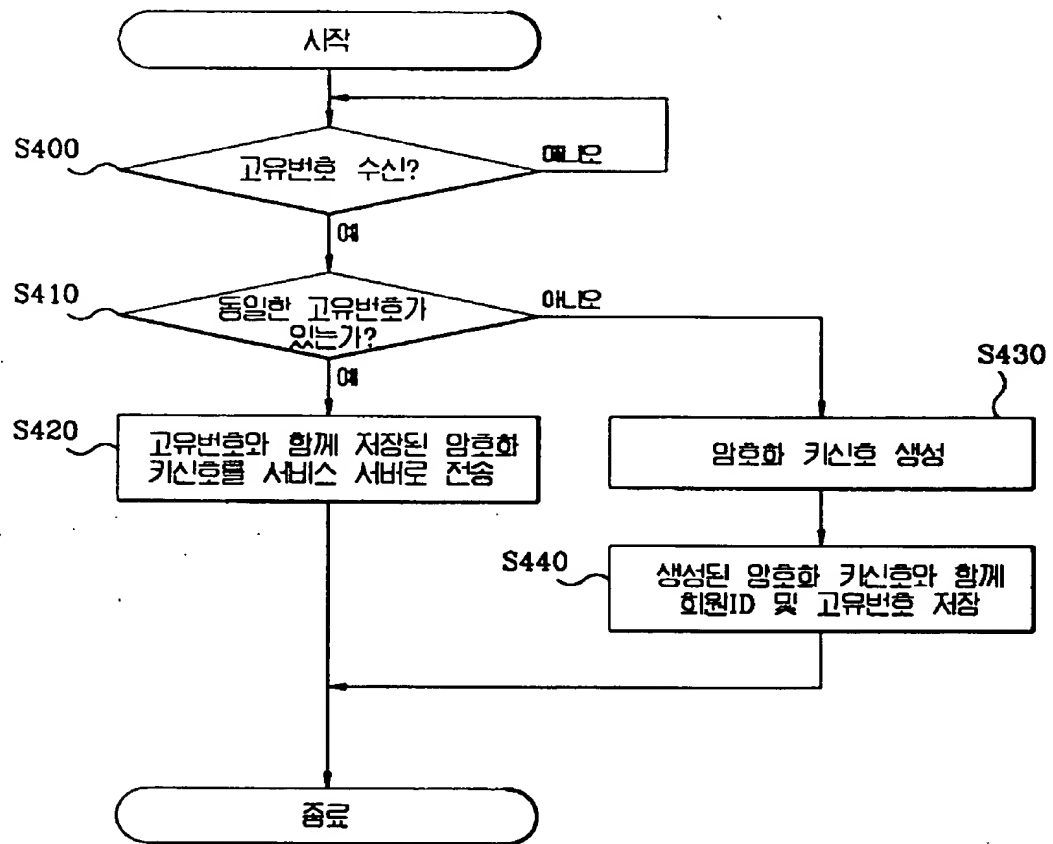 시작
S400
고유번호 수신?
아니오
예
S410
동일한 고유번호가
있는가?
아니오
예
S430
S420
고유번호와 함께 저장된 암호화
키신호를 서비스 서버로 전송
암호화 키신호 생성
S440
생성된 암호화 키신호와 함께
회원ID 및 고유번호 저장
종료